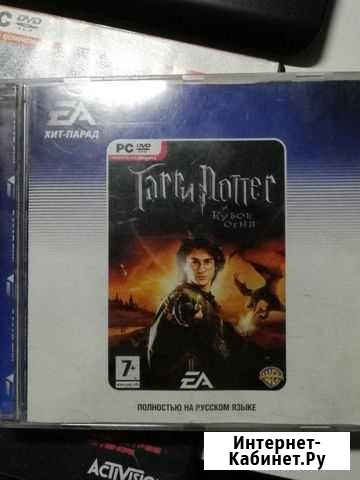 PC DVD
EA
ХИТ-ПАРАД
PC DVD
Гарри Поттер
и
Кубок
огня
7+
EA
WB
ПОЛНОСТЬЮ НА РУССКОМ ЯЗЫКЕ
ACTIVISION
Интернет-
Кабинет.Ру